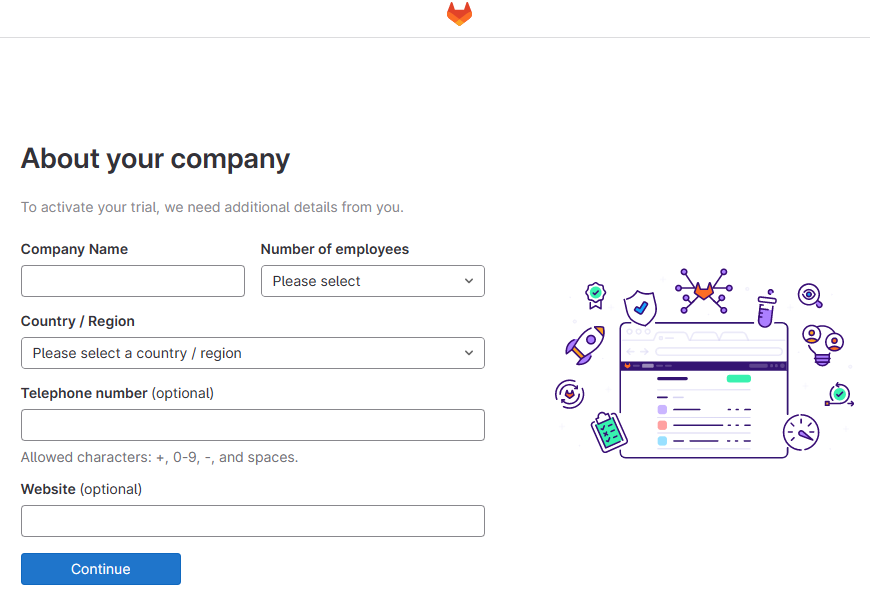 About your company
To activate your trial, we need additional details from you.
Company Name
Number of employees
Please select
Country / Region
Please select a country / region
Telephone number (optional)
Allowed characters: +, 0-9, -, and spaces.
Website (optional)
Continue